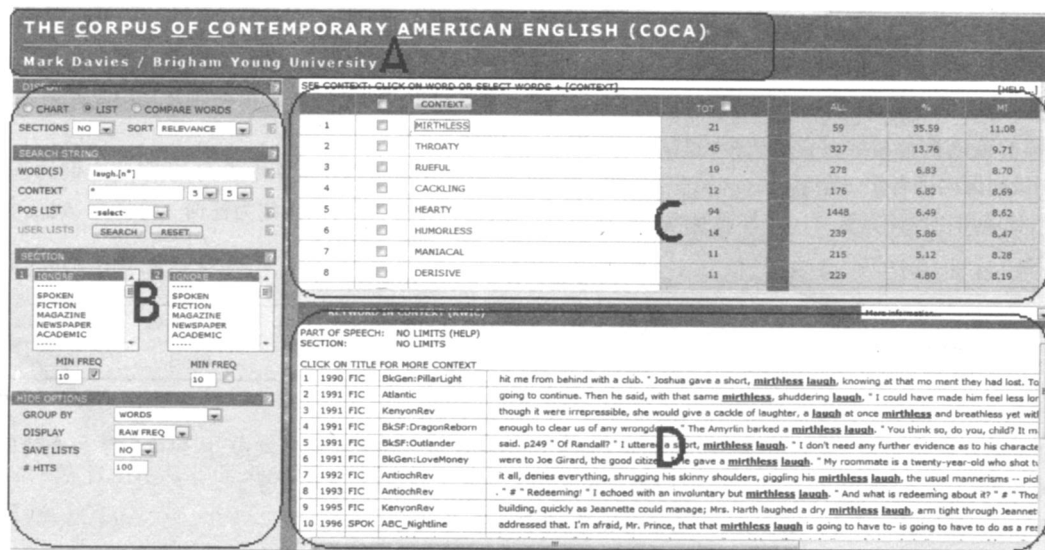 THE CORPUS OF CONTEMPORARY AMERICAN ENGLISH (COCA)
Mark Davies / Brigham Young University
A
DISPLAY
CHART LIST COMPARE WORDS
SECTIONS NO SORT RELEVANCE
SEARCH STRING
WORD(S) laugh.[n*]
CONTEXT * 5 5
POS LIST -select-
USER LISTS SEARCH RESET
SECTION
1 IGNORE 2 IGNORE
----- -----
SPOKEN SPOKEN
FICTION FICTION
MAGAZINE MAGAZINE
NEWSPAPER NEWSPAPER
ACADEMIC ACADEMIC
----- 
B
MIN FREQ MIN FREQ
10 10
HIDE OPTIONS
GROUP BY WORDS
DISPLAY RAW FREQ
SAVE LISTS NO
# HITS 100
SEE CONTEXT: CLICK ON WORD OR SELECT WORDS + [CONTEXT] [HELP...]
CONTEXT TOT ALL % MI
1 MIRTHLESS 21 59 35.59 11.08
2 THROATY 45 327 13.76 9.71
3 RUEFUL 19 278 6.83 8.70
4 CACKLING 12 176 6.82 8.69
5 HEARTY 94 1448 6.49 8.62
6 HUMORLESS 14 239 5.86 8.47
7 MANIACAL 11 215 5.12 8.28
8 DERISIVE 11 229 4.80 8.19
C
KEYWORD IN CONTEXT (KWIC) More information...
PART OF SPEECH: NO LIMITS (HELP)
SECTION: NO LIMITS
CLICK ON TITLE FOR MORE CONTEXT
1 1990 FIC BkGen:PillarLight hit me from behind with a club. " Joshua gave a short, mirthless laugh, knowing at that mo ment they had lost. To
2 1991 FIC Atlantic going to continue. Then he said, with that same mirthless, shuddering laugh, " I could have made him feel less lor
3 1991 FIC KenyonRev though it were irrepressible, she would give a cackle of laughter, a laugh at once mirthless and breathless yet wit
4 1991 FIC BkSF:DragonReborn enough to clear us of any " The Amyrlin barked a mirthless laugh. " You think so, do you, child? It m
5 1991 FIC BkSF:Outlander said. p249 " Of Randall? " I uttered a short, mirthless laugh. " I don't need any further evidence as to his characte
6 1991 FIC BkGen:LoveMoney were to Joe Girard, the good gave a mirthless laugh. " My roommate is a twenty-year-old who shot t
7 1992 FIC AntiochRev it all, denies everything, shrugging his skinny shoulders, giggling his mirthless laugh, the usual mannerisms -- pic
8 1993 FIC AntiochRev . " # " Redeeming! " I echoed with an involuntary but mirthless laugh. " And what is redeeming about it? " # " Tho
9 1995 FIC KenyonRev building, quickly as Jeannette could manage; Mrs. Harth laughed a dry mirthless laugh, arm tight through Jeannet
10 1996 SPOK ABC_Nightline addressed that. I'm afraid, Mr. Prince, that that mirthless laugh is going to have to- is going to have to do as a res
D